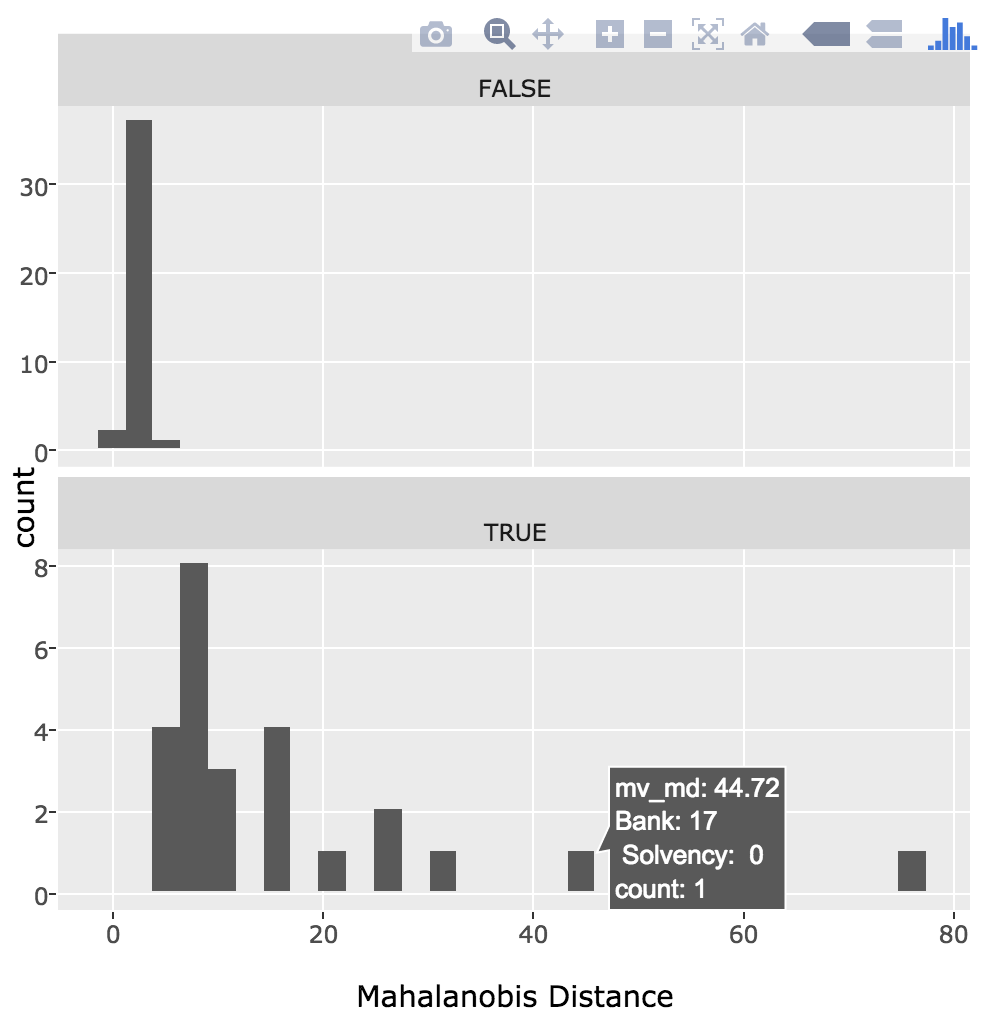 FALSE
30
20
10
0
count
TRUE
8
6
4
2
0
mv_md: 44.72
Bank: 17
Solvency: 0
count: 1
0 20 40 60 80
Mahalanobis Distance